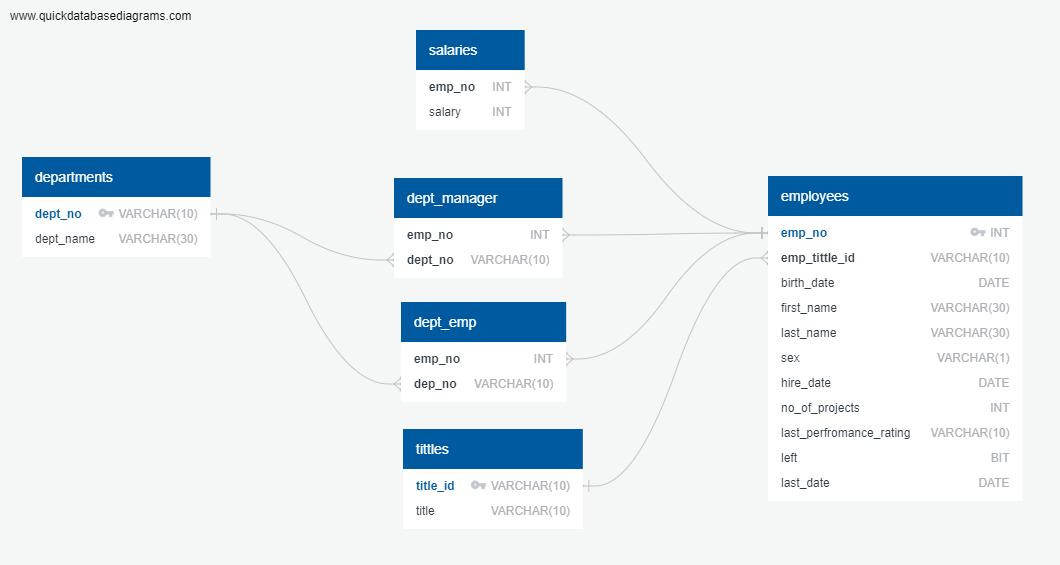 www.quickdatabasediagrams.com
salaries
emp_no INT
salary INT
departments
dept_no VARCHAR(10)
dept_name VARCHAR(30)
dept_manager
emp_no INT
dept_no VARCHAR(10)
dept_emp
emp_no INT
dep_no VARCHAR(10)
tittles
title_id VARCHAR(10)
title VARCHAR(10)
employees
emp_no INT
emp_tittle_id VARCHAR(10)
birth_date DATE
first_name VARCHAR(30)
last_name VARCHAR(30)
sex VARCHAR(1)
hire_date DATE
no_of_projects INT
last_perfromance_rating VARCHAR(10)
left BIT
last_date DATE